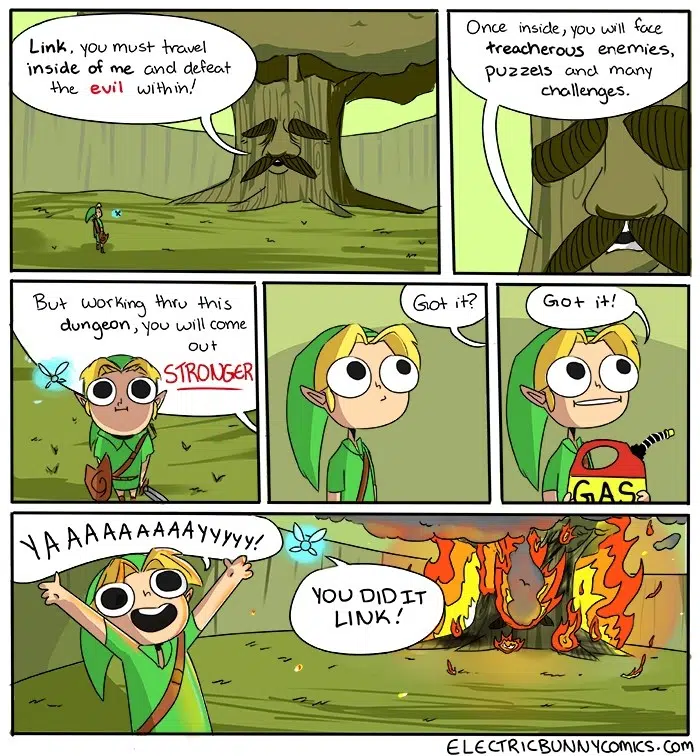 Link, you must travel
inside of me and defeat
the evil within!
Once inside, you will face
treacherous enemies,
puzzels and many
challenges.
But working thru this
dungeon, you will come
out
STRONGER
Got it?
Got it!
GAS
YAAAAAAAAAYYYYY!
YOU DID IT
LINK!
ELECTRICBUNNYCOMICS.COM